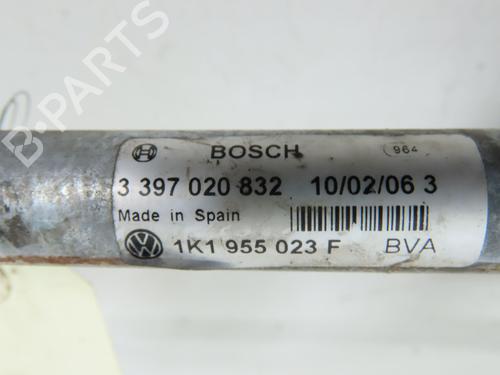 BOSCH 964
3 397 020 832 10/02/06 3
Made in Spain
1K1 955 023 F BVA
B-PARTS